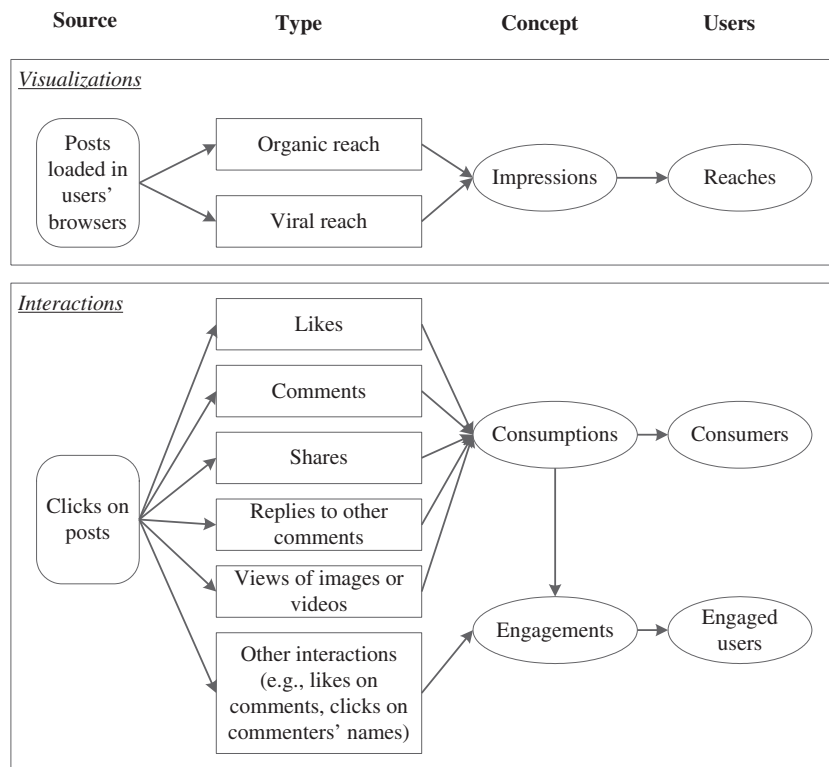 Source Type Concept Users
Visualizations
Posts
loaded in
users’
browsers
Organic reach
Viral reach
Impressions
Reaches
Interactions
Clicks on
posts
Likes
Comments
Shares
Replies to other
comments
Views of images or
videos
Other interactions
(e.g., likes on
comments, clicks on
commenters’ names)
Consumptions
Consumers
Engagements
Engaged
users